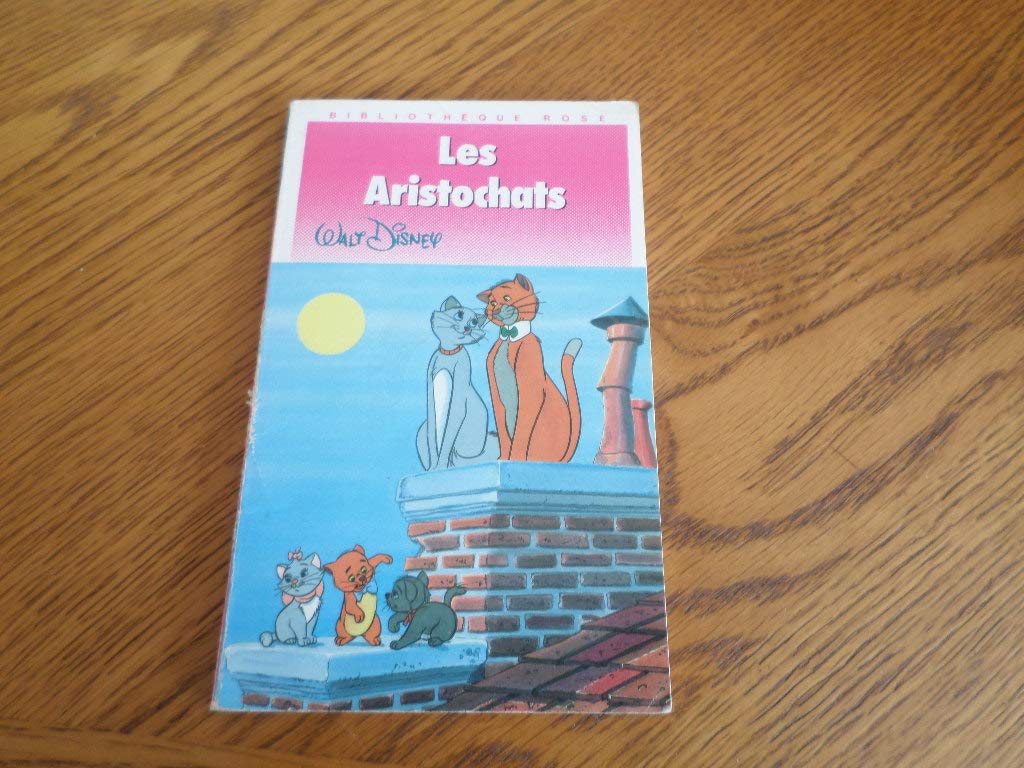 BIBLIOTHÈQUE ROSE
Les
Aristochats
WALT DISNEY